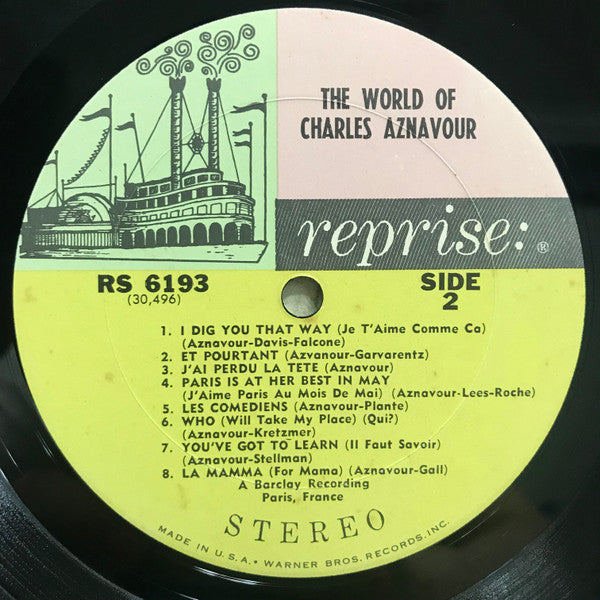 THE WORLD OF
CHARLES AZNAVOUR
reprise: ®
RS 6193
(30,496)
SIDE
2
1. I DIG YOU THAT WAY (Je T'Aime Comme Ca)
(Aznavour-Davis-Falcone)
2. ET POURTANT (Azvanour-Garvarentz)
3. J'AI PERDU LA TETE (Aznavour)
4. PARIS IS AT HER BEST IN MAY
(J'Aime Paris Au Mois De Mai) (Aznavour-Lees-Roche)
5. LES COMEDIENS (Aznavour-Plante)
6. WHO (Will Take My Place) (Qui?)
(Aznavour-Kretzmer)
7. YOU'VE GOT TO LEARN (Il Faut Savoir)
(Aznavour-Stellman)
8. LA MAMMA (For Mama) (Aznavour-Gall)
A Barclay Recording
Paris, France
STEREO
MADE IN U.S.A. • WARNER BROS. RECORDS, INC.